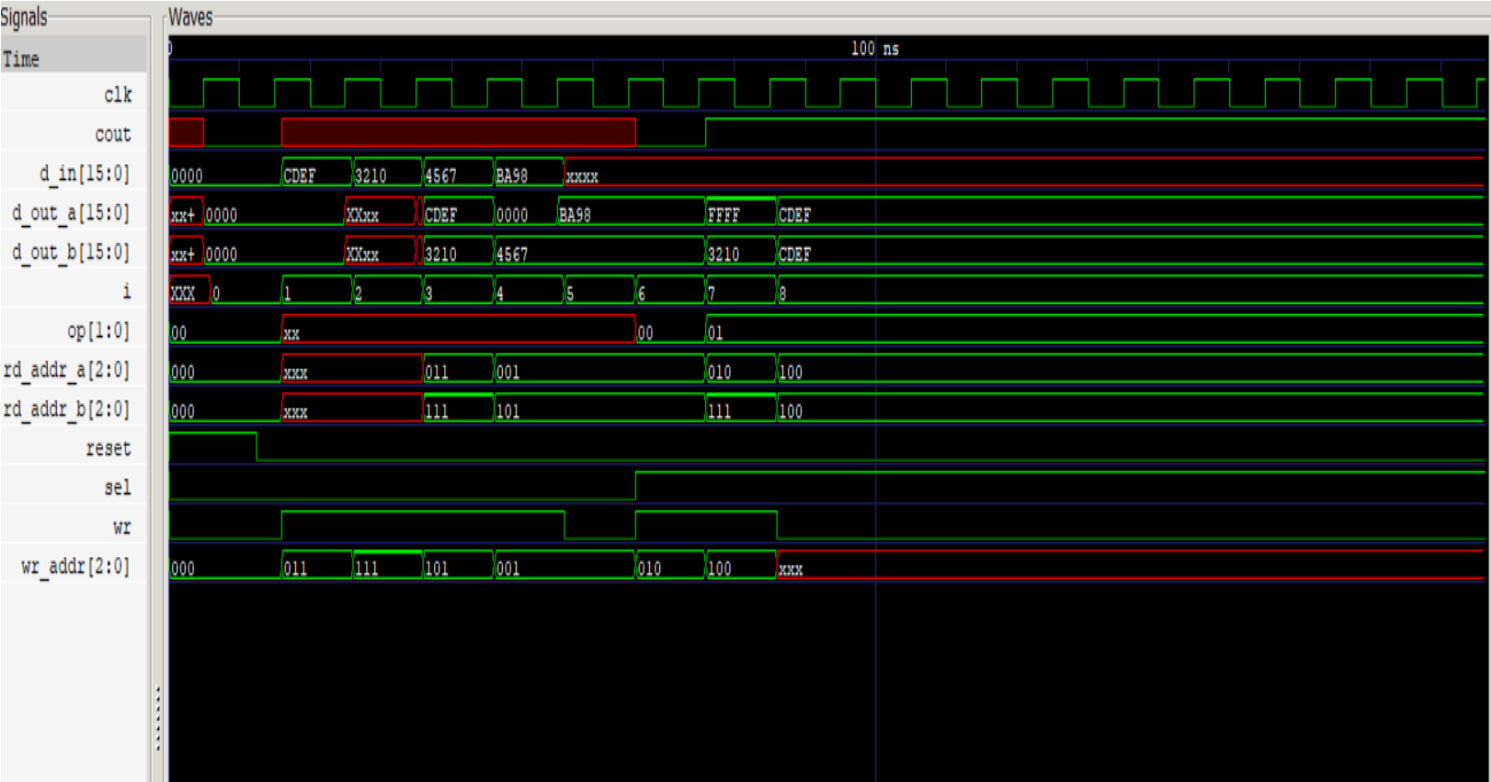 Signals Waves
Time 0 100 ns
clk
cout
d_in[15:0] 0000 CDEF 3210 4567 BA98 xxxx
d_out_a[15:0] xx+ 0000 XXxx CDEF 0000 BA98 FFFF CDEF
d_out_b[15:0] xx+ 0000 XXxx 3210 4567 3210 CDEF
i XXX 0 1 2 3 4 5 6 7 8
op[1:0] 00 xx 00 01
rd_addr_a[2:0] 000 xxx 011 001 010 100
rd_addr_b[2:0] 000 xxx 111 101 111 100
reset
sel
wr
wr_addr[2:0] 000 011 111 101 001 010 100 xxx